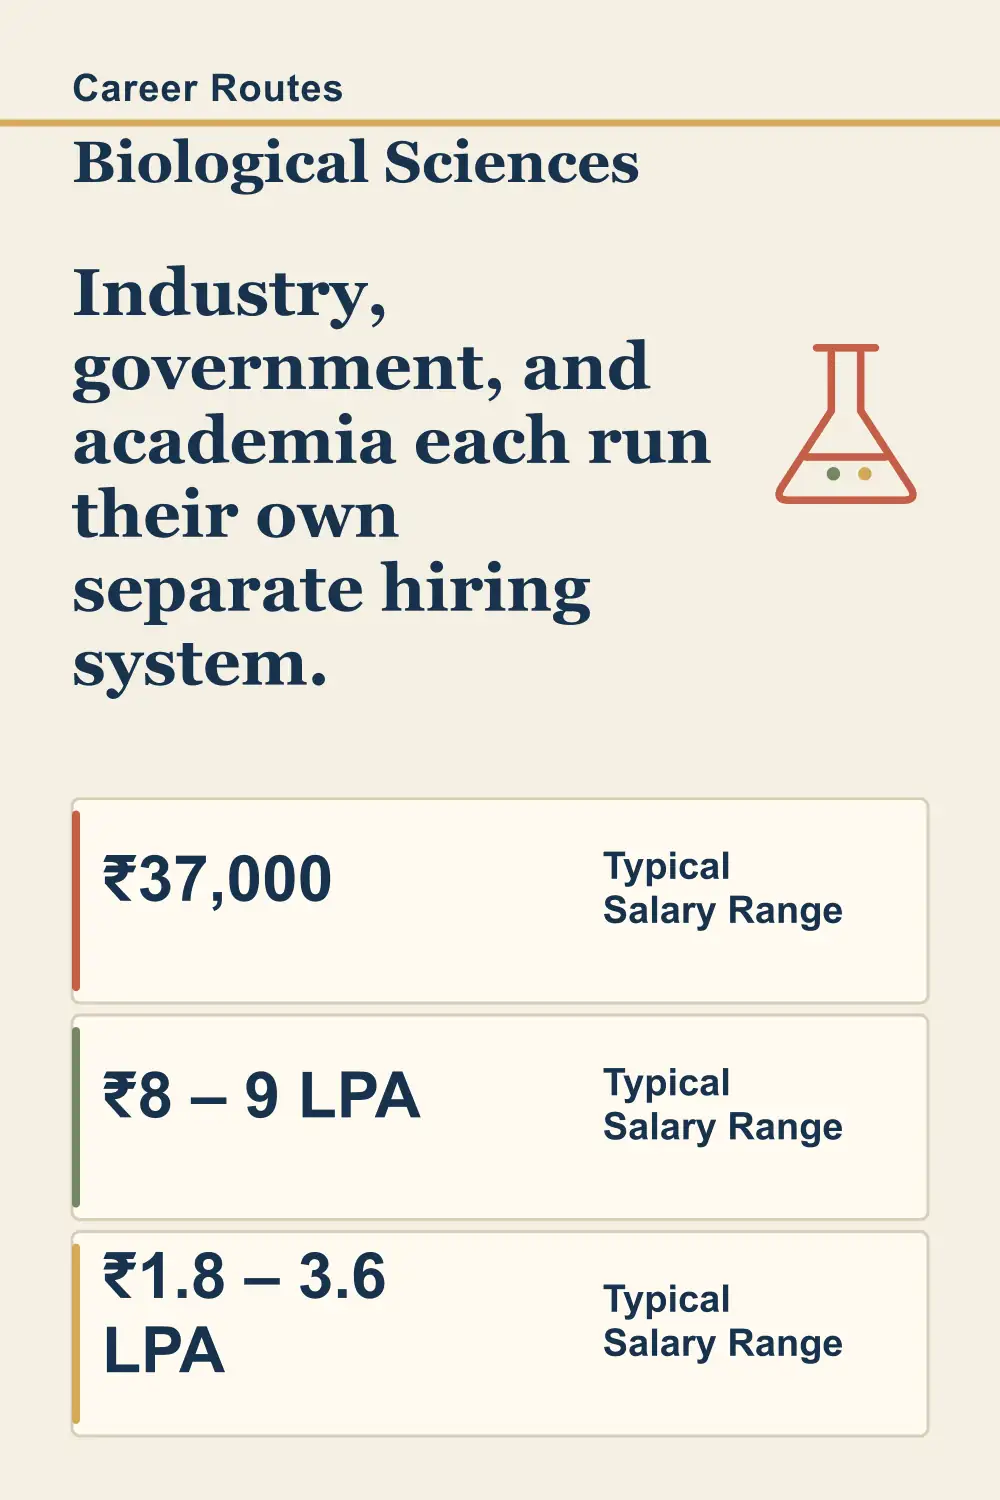 Career Routes
Biological Sciences
Industry,
government, and
academia each run
their own
separate hiring
system.
₹37,000
Typical
Salary Range
₹8 – 9 LPA
Typical
Salary Range
₹1.8 – 3.6
LPA
Typical
Salary Range